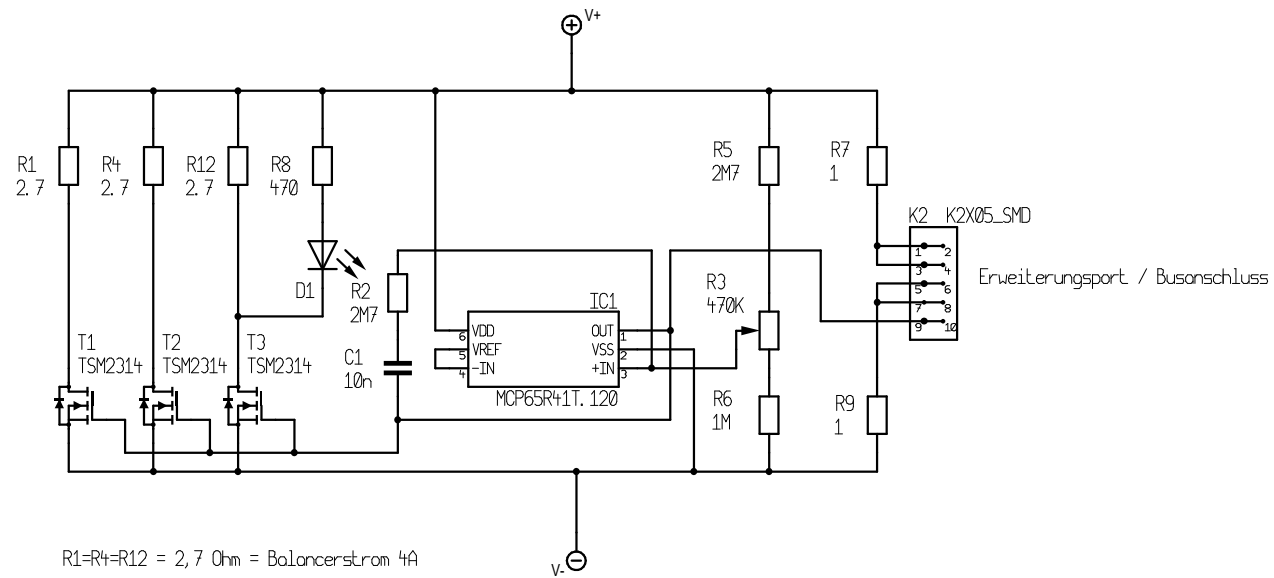 V+
R1
2.7
R4
2.7
R12
2.7
R8
470
R5
2M7
R7
1
K2 K2X05_SMD
1 2
3 4
5 6
7 8
9 10
Erweiterungsport / Busanschluss
D1
R2
2M7
R3
470K
IC1
VDD
6
VREF
5
-IN
4
OUT
1
VSS
2
+IN
3
MCP65R41T.120
T1
TSM2314
T2
TSM2314
T3
TSM2314
C1
10n
R6
1M
R9
1
R1=R4=R12 = 2,7 Ohm = Balancerstrom 4A
V-